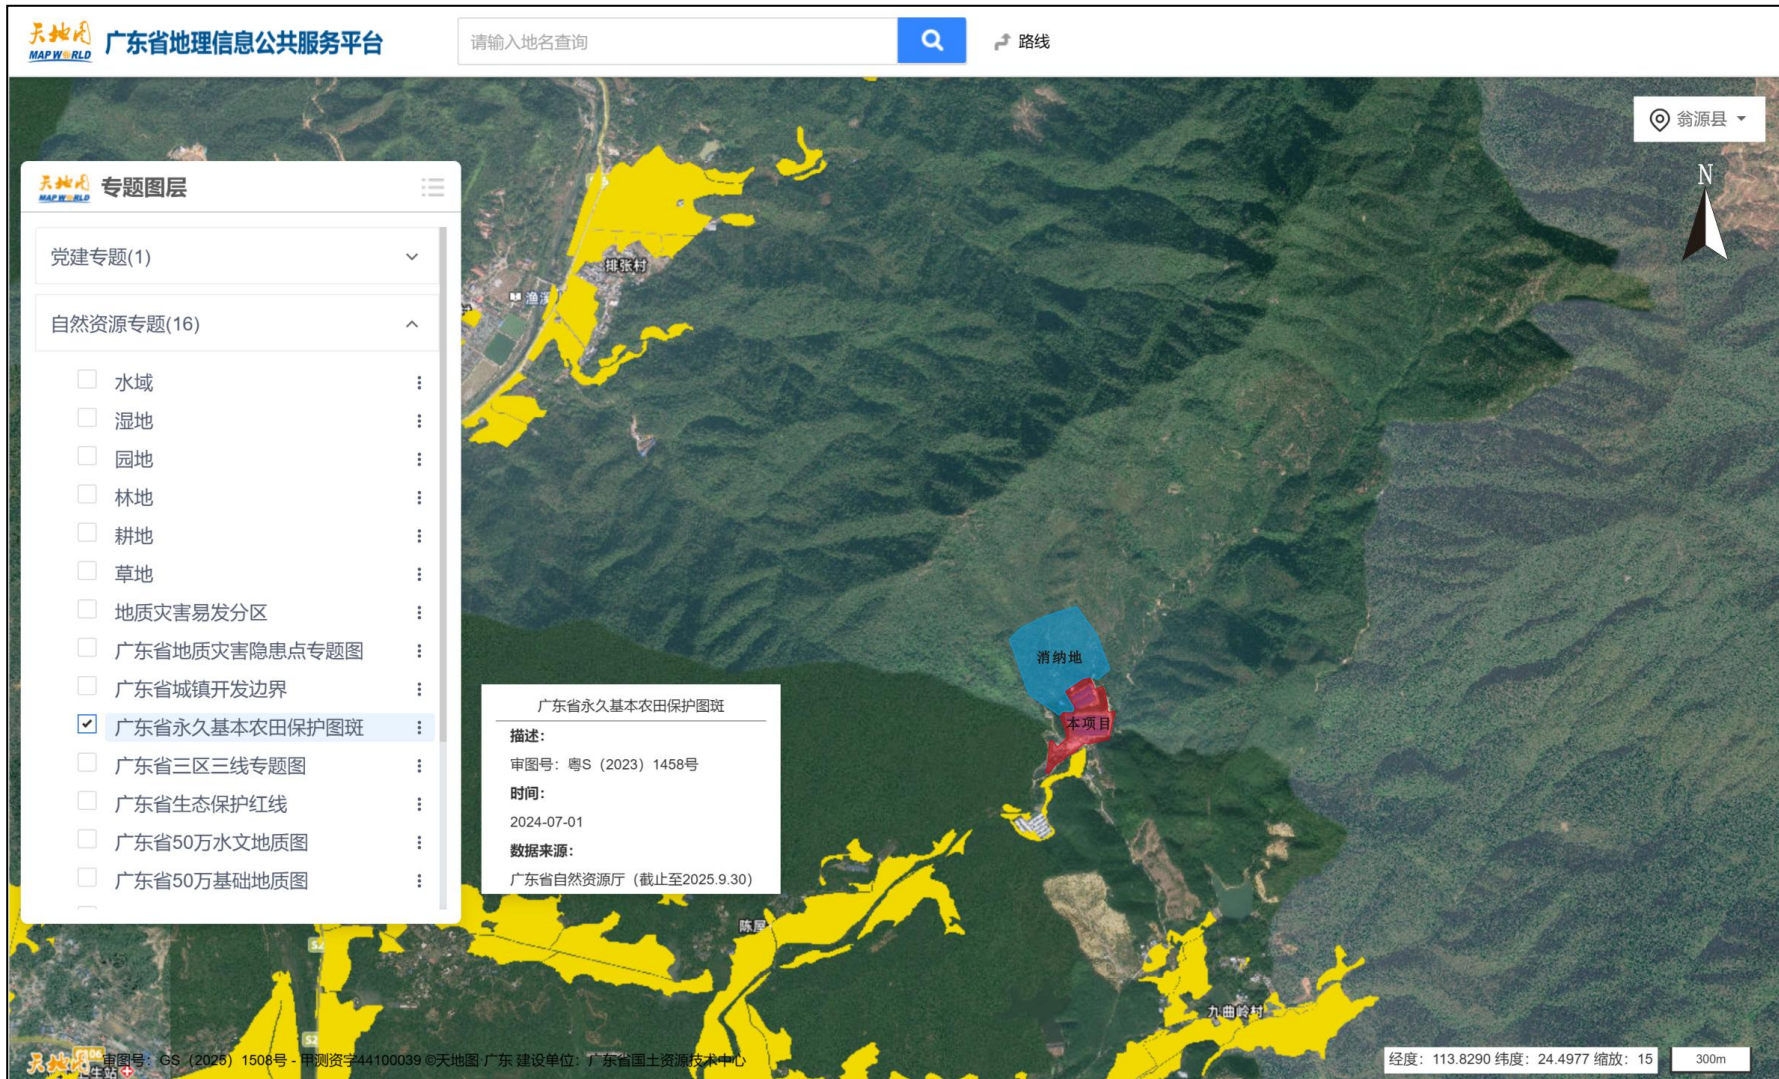 天地图
MAP WORLD
广东省地理信息公共服务平台
请输入地名查询
路线
翁源县
N
天地图
MAP WORLD
专题图层
党建专题(1)
自然资源专题(16)
水域
湿地
园地
林地
耕地
草地
地质灾害易发分区
广东省地质灾害隐患点专题图
广东省城镇开发边界
广东省永久基本农田保护图斑
广东省三区三线专题图
广东省生态保护红线
广东省50万水文地质图
广东省50万基础地质图
排张村
渔溪
消纳地
本项目
广东省永久基本农田保护图斑
描述：
审图号：粤S（2023）1458号
时间：
2024-07-01
数据来源：
广东省自然资源厅（截止至2025.9.30）
陈屋
九曲岭村
S2
S2
天地图
审图号：GS（2025）1508号 - 甲测资字44100039 ©天地图·广东 建设单位：广东省国土资源技术中心
生站
经度：113.8290 纬度：24.4977 缩放：15
300m